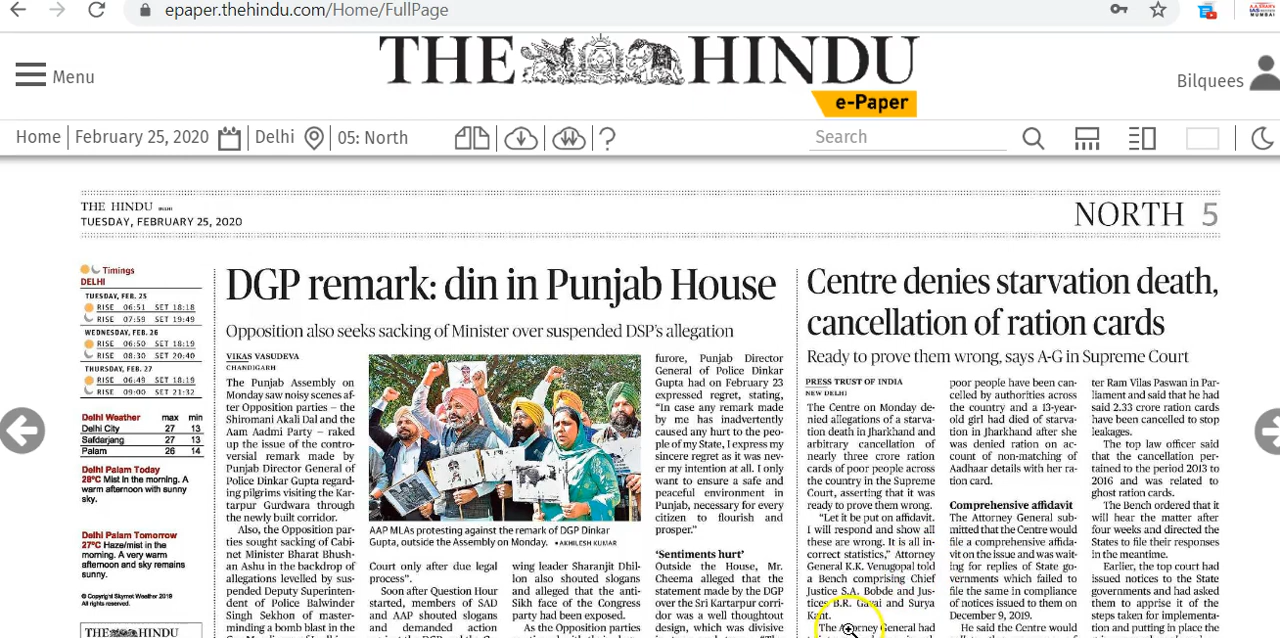 epaper.thehindu.com/Home/FullPage
Menu
THE HINDU
e-Paper
Bilquees
Home
February 25, 2020
Delhi
05: North
?
Search
THE HINDU
TUESDAY, FEBRUARY 25, 2020
NORTH 5
Timings
DELHI
TUESDAY, FEB. 25
RISE 06:51 SET 18:18
RISE 07:59 SET 19:49
WEDNESDAY, FEB. 26
RISE 06:50 SET 18:19
RISE 08:30 SET 20:40
THURSDAY, FEB. 27
RISE 06:49 SET 18:19
RISE 09:00 SET 21:32
Delhi Weather max min
Delhi City 27 13
Safdarjang 27 13
Palam 26 14
Delhi Palam Today
28°C Mist in the morning. A
warm afternoon with sunny
sky.
Delhi Palam Tomorrow
27°C Haze/mist in the
morning. A very warm
afternoon and sky remains
sunny.
© Copyright Skymet Weather 2019
All rights reserved.
THE HINDU
DGP remark: din in Punjab House
Opposition also seeks sacking of Minister over suspended DSP's allegation
VIKAS VASUDEVA
CHANDIGARH
The Punjab Assembly on
Monday saw noisy scenes af-
ter Opposition parties – the
Shiromani Akali Dal and the
Aam Aadmi Party – raked
up the issue of the contro-
versial remark made by
Punjab Director General of
Police Dinkar Gupta regard-
ing pilgrims visiting the Kar-
tarpur Gurdwara through
the newly built corridor.
Also, the Opposition par-
ties sought sacking of Cabi-
net Minister Bharat Bhush-
an Ashu in the backdrop of
allegations levelled by sus-
pended Deputy Superinten-
dent of Police Balwinder
Singh Sekhon of master-
minding a bomb blast in the
AAP MLAs protesting against the remark of DGP Dinkar
Gupta, outside the Assembly on Monday. • AKHILESH KUMAR
Court only after due legal
process".
Soon after Question Hour
started, members of SAD
and AAP shouted slogans
and demanded action
wing leader Sharanjit Dhil-
lon also shouted slogans
and alleged that the anti-
Sikh face of the Congress
party had been exposed.
As the Opposition parties
furore, Punjab Director
General of Police Dinkar
Gupta had on February 23
expressed regret, stating,
"In case any remark made
by me has inadvertently
caused any hurt to the peo-
ple of my State, I express my
sincere regret as it was nev-
er my intention at all. I only
want to ensure a safe and
peaceful environment in
Punjab, necessary for every
citizen to flourish and
prosper."
'Sentiments hurt'
Outside the House, Mr.
Cheema alleged that the
statement made by the DGP
over the Sri Kartarpur corri-
dor was a well thoughtout
design, which was divisive
Centre denies starvation death,
cancellation of ration cards
Ready to prove them wrong, says A-G in Supreme Court
PRESS TRUST OF INDIA
NEW DELHI
The Centre on Monday de-
nied allegations of a starva-
tion death in Jharkhand and
arbitrary cancellation of
nearly three crore ration
cards of poor people across
the country in the Supreme
Court, asserting that it was
ready to prove them wrong.
"Let it be put on affidavit.
I will respond and show all
these are wrong. It is all in-
correct statistics," Attorney
General K.K. Venugopal told
a Bench comprising Chief
Justice S.A. Bobde and Jus-
tices B.R. Gavai and Surya
Kant.
The Attorney General had
poor people have been can-
celled by authorities across
the country and a 13-year-
old girl had died of starva-
tion in Jharkhand after she
was denied ration on ac-
count of non-matching of
Aadhaar details with her ra-
tion card.
Comprehensive affidavit
The Attorney General sub-
mitted that the Centre would
file a comprehensive affida-
vit on the issue and was wait-
ing for replies of State go-
vernments which failed to
file the same in compliance
of notices issued to them on
December 9, 2019.
He said the Centre would
ter Ram Vilas Paswan in Par-
liament and said that he had
said 2.33 crore ration cards
have been cancelled to stop
leakages.
The top law officer said
that the cancellation per-
tained to the period 2013 to
2016 and was related to
ghost ration cards.
The Bench ordered that it
will hear the matter after
four weeks and directed the
States to file their responses
in the meantime.
Earlier, the top court had
issued notices to the State
governments and had asked
them to apprise it of the
steps taken for implementa-
tion and putting in place a